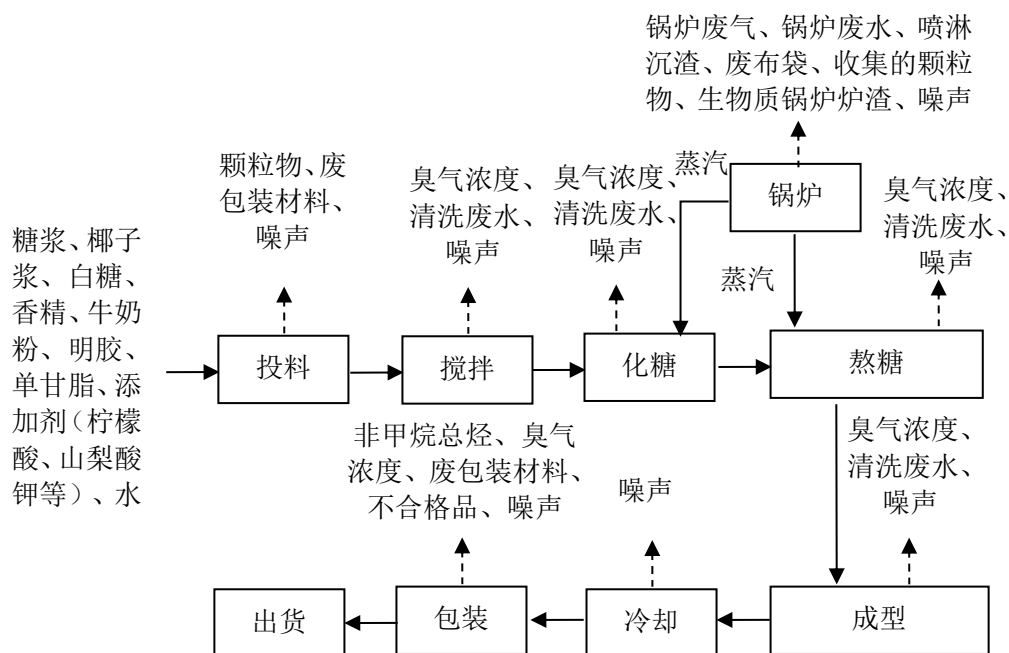 锅炉废气、锅炉废水、喷淋
沉渣、废布袋、收集的颗粒
物、生物质锅炉炉渣、噪声
颗粒物、废
包装材料、
噪声
臭气浓度、
清洗废水、
噪声
臭气浓度、
清洗废水、
噪声
蒸汽
锅炉
臭气浓度、
清洗废水、
噪声
蒸汽
糖浆、椰子
浆、白糖、
香精、牛奶
粉、明胶、
单甘脂、添
加剂（柠檬
酸、山梨酸
钾等）、水
投料
搅拌
化糖
熬糖
非甲烷总烃、臭气
浓度、废包装材料、
不合格品、噪声
噪声
臭气浓度、
清洗废水、
噪声
出货
包装
冷却
成型